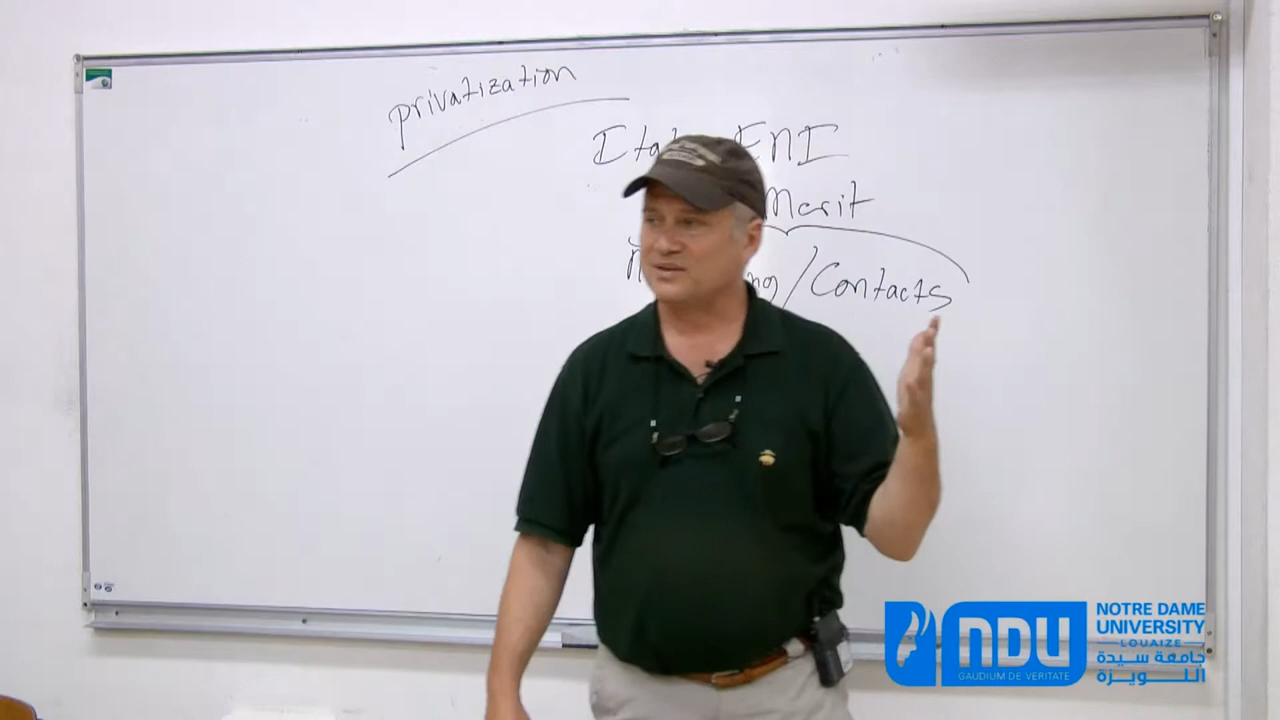 privatization
ENI
Merit
/Contacts
NDU
GAUDIUM DE VERITATE
NOTRE DAME
UNIVERSITY
LOUAIZE
جامعة سيدة
اللويزة